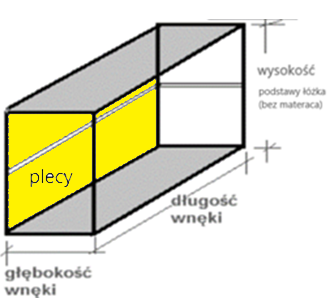 wysokość
podstawy łóżka
(bez materaca)
plecy
długość
wnęki
głębokość
wnęki